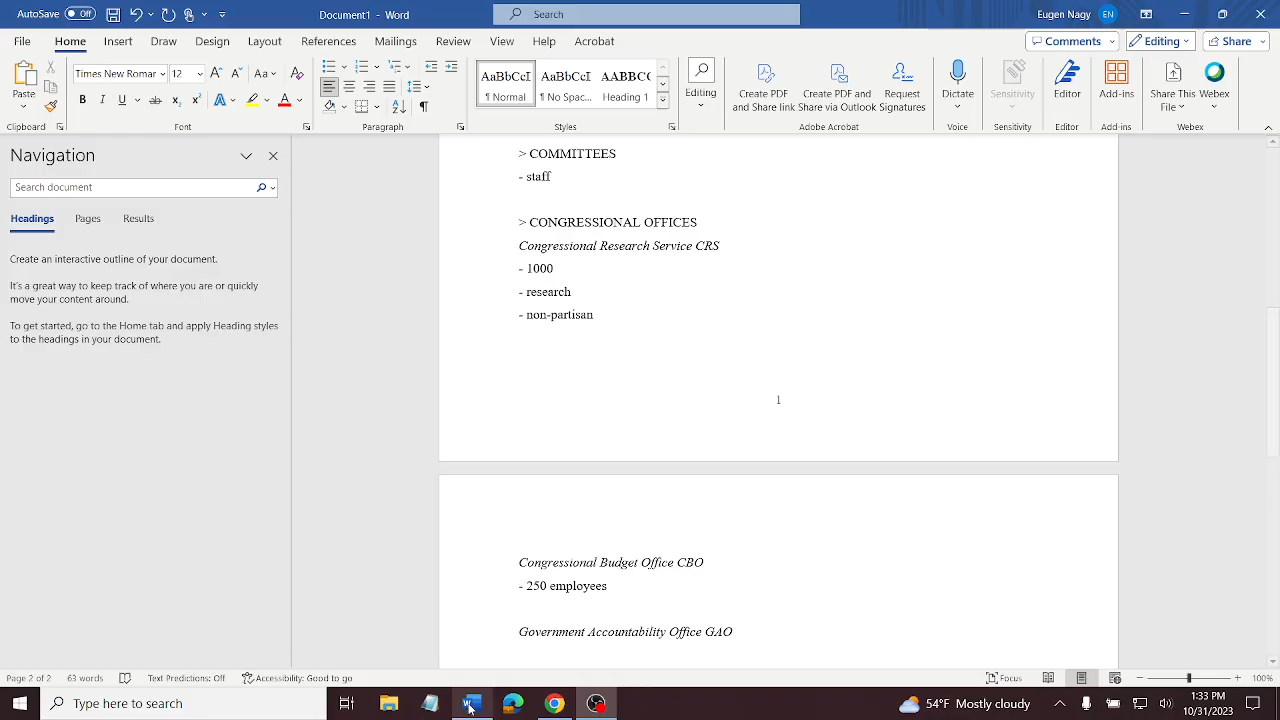 AutoSave Off Document1 - Word Search Eugen Nagy EN
File Home Insert Draw Design Layout References Mailings Review View Help Acrobat Comments Editing Share
Paste Times New Roman 12 Aa AaBbCcI AaBbCcI AABBC(
B I U ab x₂ x² A A ¶ Normal ¶ No Spac... Heading 1
Editing Create PDF and Share link Create PDF and Share via Outlook Request Signatures Dictate Sensitivity Editor Add-ins Share This File Webex
Clipboard Font Paragraph Styles Adobe Acrobat Voice Sensitivity Editor Add-ins Webex
Navigation
Search document
Headings Pages Results
Create an interactive outline of your document.
It's a great way to keep track of where you are or quickly
move your content around.
To get started, go to the Home tab and apply Heading styles
to the headings in your document.
> COMMITTEES
- staff
> CONGRESSIONAL OFFICES
Congressional Research Service CRS
- 1000
- research
- non-partisan
1
Congressional Budget Office CBO
- 250 employees
Government Accountability Office GAO
Page 2 of 2 63 words Text Predictions: Off Accessibility: Good to go Focus 100%
Type here to search 54°F Mostly cloudy 1:33 PM
10/31/2023